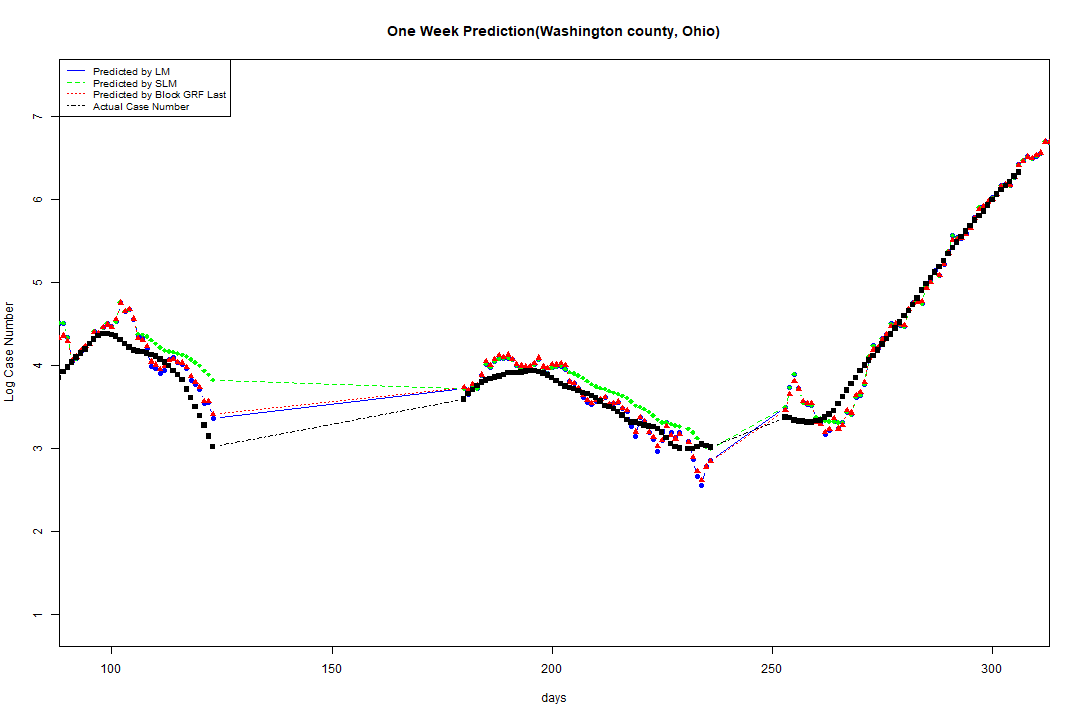 One Week Prediction(Washington county, Ohio)
Predicted by LM
Predicted by SLM
Predicted by Block GRF Last
Actual Case Number
7
6
5
4
3
2
1
Log Case Number
100 150 200 250 300
days